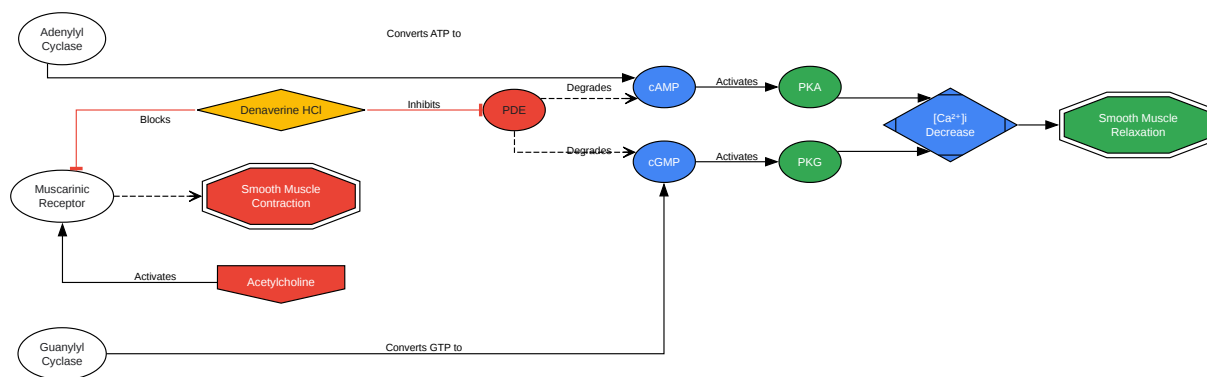 Adenylyl
Cyclase
Converts ATP to
Denaverine HCl
Inhibits
Blocks
PDE
Degrades
Degrades
cAMP
Activates
PKA
cGMP
Activates
PKG
[Ca²⁺]i
Decrease
Smooth Muscle
Relaxation
Muscarinic
Receptor
Smooth Muscle
Contraction
Activates
Acetylcholine
Guanylyl
Cyclase
Converts GTP to